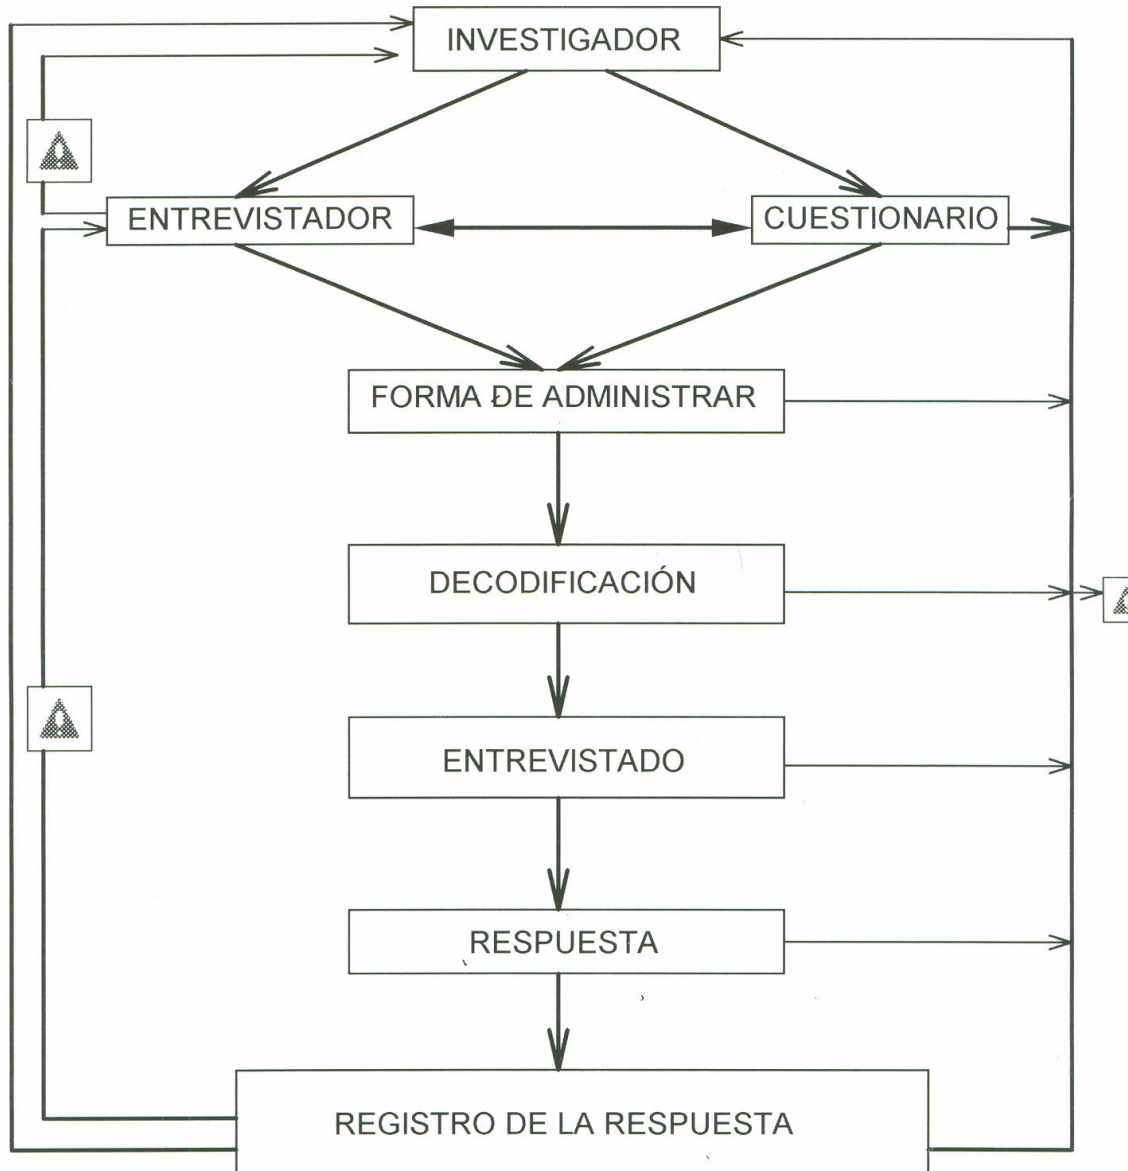 INVESTIGADOR
ENTREVISTADOR
CUESTIONARIO
FORMA DE ADMINISTRAR
DECODIFICACIÓN
ENTREVISTADO
RESPUESTA
REGISTRO DE LA RESPUESTA